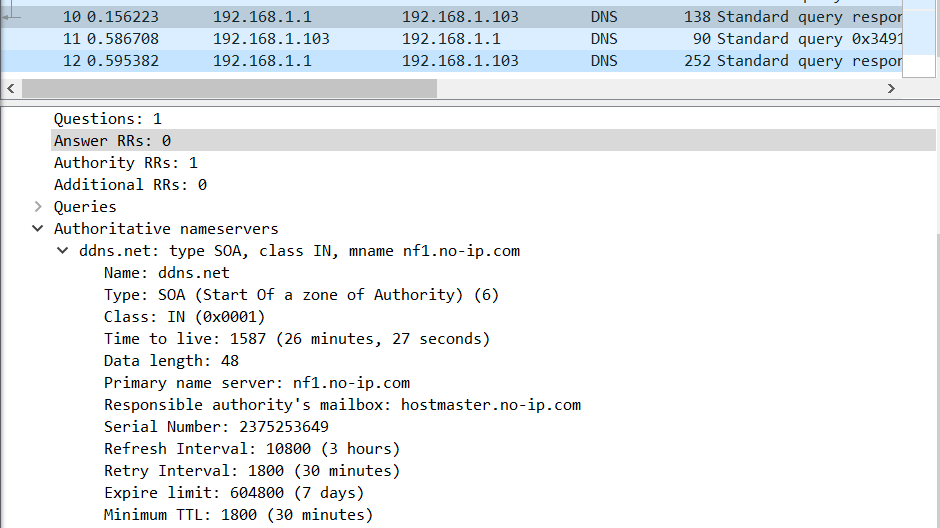 10 0.156223 192.168.1.1 192.168.1.103 DNS 138 Standard query respon
11 0.586708 192.168.1.103 192.168.1.1 DNS 90 Standard query 0x3491
12 0.595382 192.168.1.1 192.168.1.103 DNS 252 Standard query respon
Questions: 1
Answer RRs: 0
Authority RRs: 1
Additional RRs: 0
Queries
Authoritative nameservers
ddns.net: type SOA, class IN, mname nf1.no-ip.com
Name: ddns.net
Type: SOA (Start Of a zone of Authority) (6)
Class: IN (0x0001)
Time to live: 1587 (26 minutes, 27 seconds)
Data length: 48
Primary name server: nf1.no-ip.com
Responsible authority's mailbox: hostmaster.no-ip.com
Serial Number: 2375253649
Refresh Interval: 10800 (3 hours)
Retry Interval: 1800 (30 minutes)
Expire limit: 604800 (7 days)
Minimum TTL: 1800 (30 minutes)